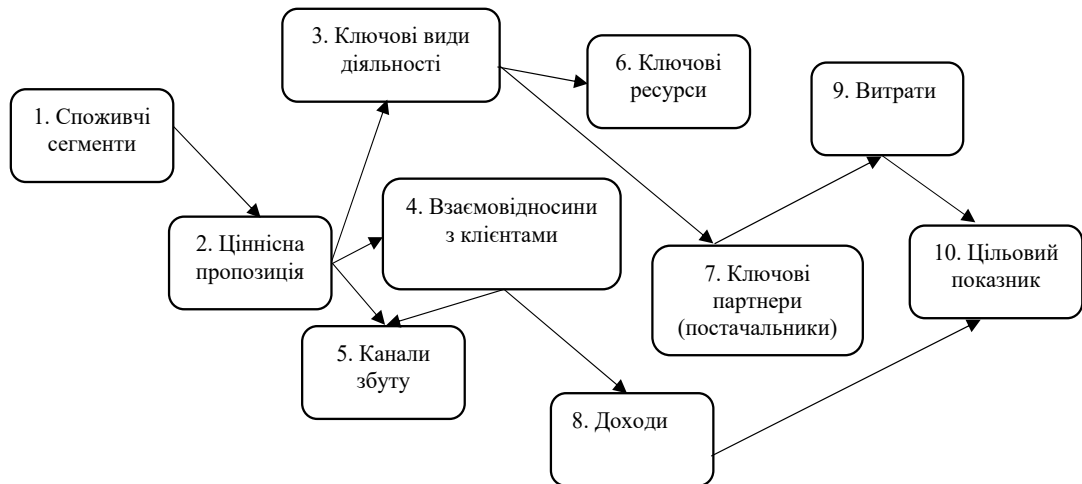 1. Споживчі
сегменти
2. Ціннісна
пропозиція
3. Ключові види
діяльності
4. Взаємовідносини
з клієнтами
5. Канали
збуту
6. Ключові
ресурси
7. Ключові
партнери
(постачальники)
8. Доходи
9. Витрати
10. Цільовий
показник